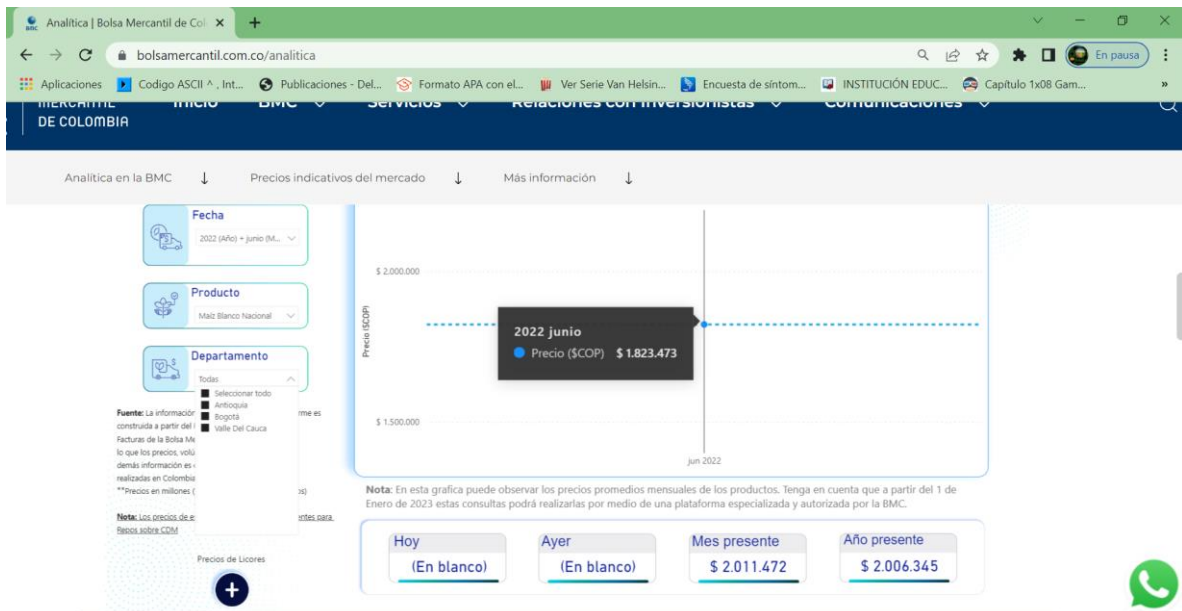 Analítica | Bolsa Mercantil de Col
bolsamercantil.com.co/analitica
En pausa
Aplicaciones
Codigo ASCII ^ , Int...
Publicaciones - Del...
Formato APA con el...
Ver Serie Van Helsin...
Encuesta de síntom...
INSTITUCIÓN EDUC...
Capítulo 1x08 Gam...
»
MERCANTIL
DE COLOMBIA
Inicio
BMC
Servicios
Relaciones con inversionistas
Comunicaciones
Analítica en la BMC ↓
Precios indicativos del mercado ↓
Más información ↓
Fecha
2022 (Año) + junio (M...
Producto
Maíz Blanco Nacional
Departamento
Todas
Seleccionar todo
Antioquia
Bogotá
Valle Del Cauca
Fuente: La informació
rme es
construida a partir del
Facturas de la Bolsa Me
lo que los precios, volú
demás información es
realizadas en Colombia
**Precios en millones (
os)
Nota: Los precios de e
entes para
Repos sobre CDM
Precios de Licores
+
$ 2.000.000
Precio ($COP)
2022 junio
Precio ($COP) $ 1.823.473
$ 1.500.000
jun 2022
Nota: En esta grafica puede observar los precios promedios mensuales de los productos. Tenga en cuenta que a partir del 1 de
Enero de 2023 estas consultas podrá realizarlas por medio de una plataforma especializada y autorizada por la BMC.
Hoy
(En blanco)
Ayer
(En blanco)
Mes presente
$ 2.011.472
Año presente
$ 2.006.345